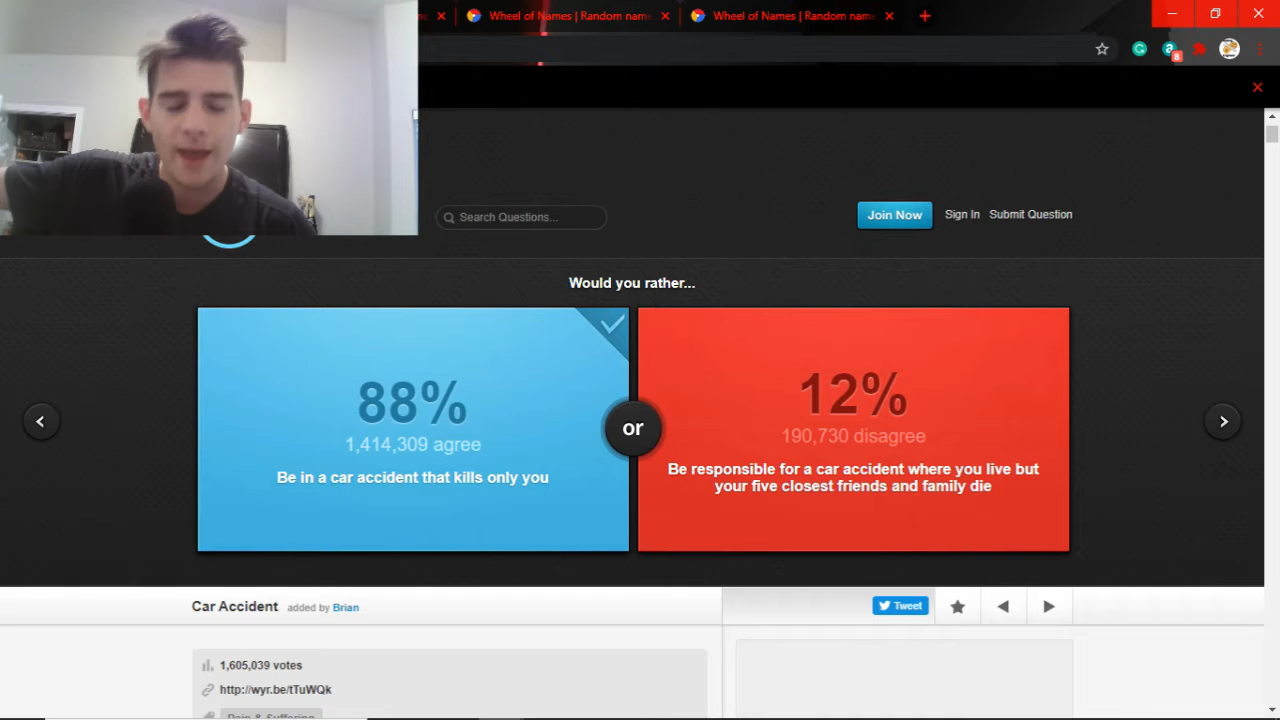 Wheel of Names | Random name
Wheel of Names | Random name
8
Search Questions...
Join Now
Sign In
Submit Question
Would you rather...
88%
1,414,309 agree
Be in a car accident that kills only you
or
12%
190,730 disagree
Be responsible for a car accident where you live but
your five closest friends and family die
Car Accident added by Brian
Tweet
1,605,039 votes
http://wyr.be/tTuWQk
Pain & Suffering